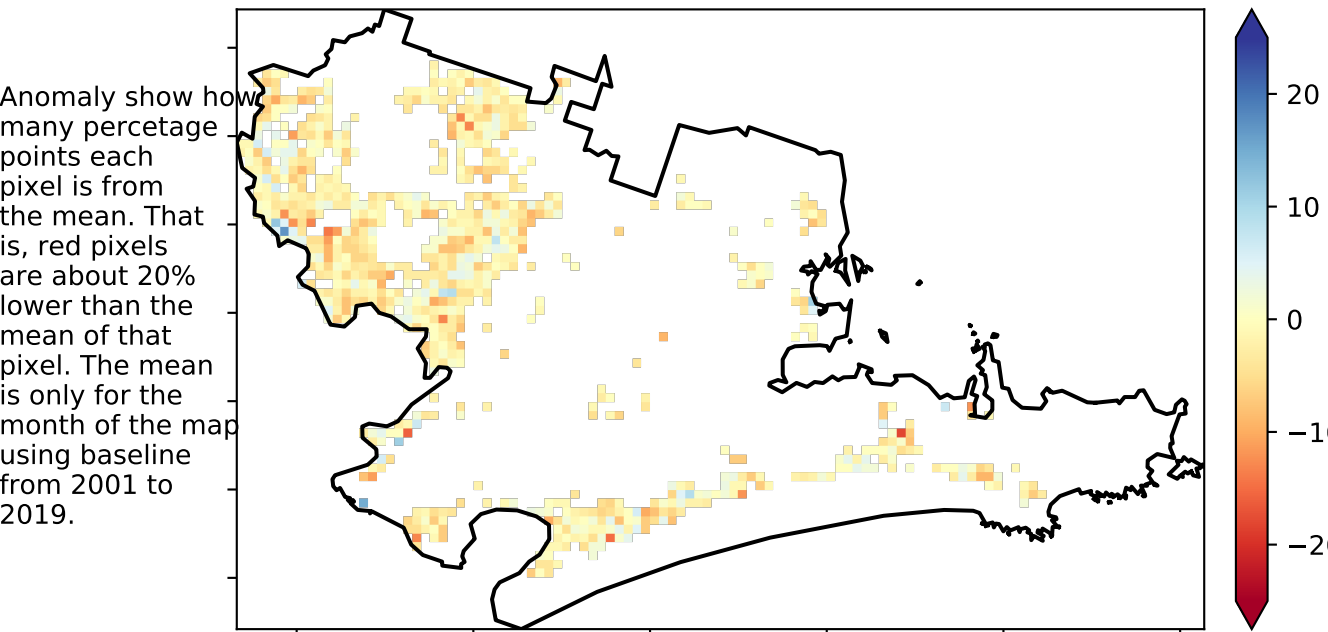 Anomaly show how
many percetage
points each
pixel is from
the mean. That
is, red pixels
are about 20%
lower than the
mean of that
pixel. The mean
is only for the
month of the map
using baseline
from 2001 to
2019.
20
10
0
−10
−20